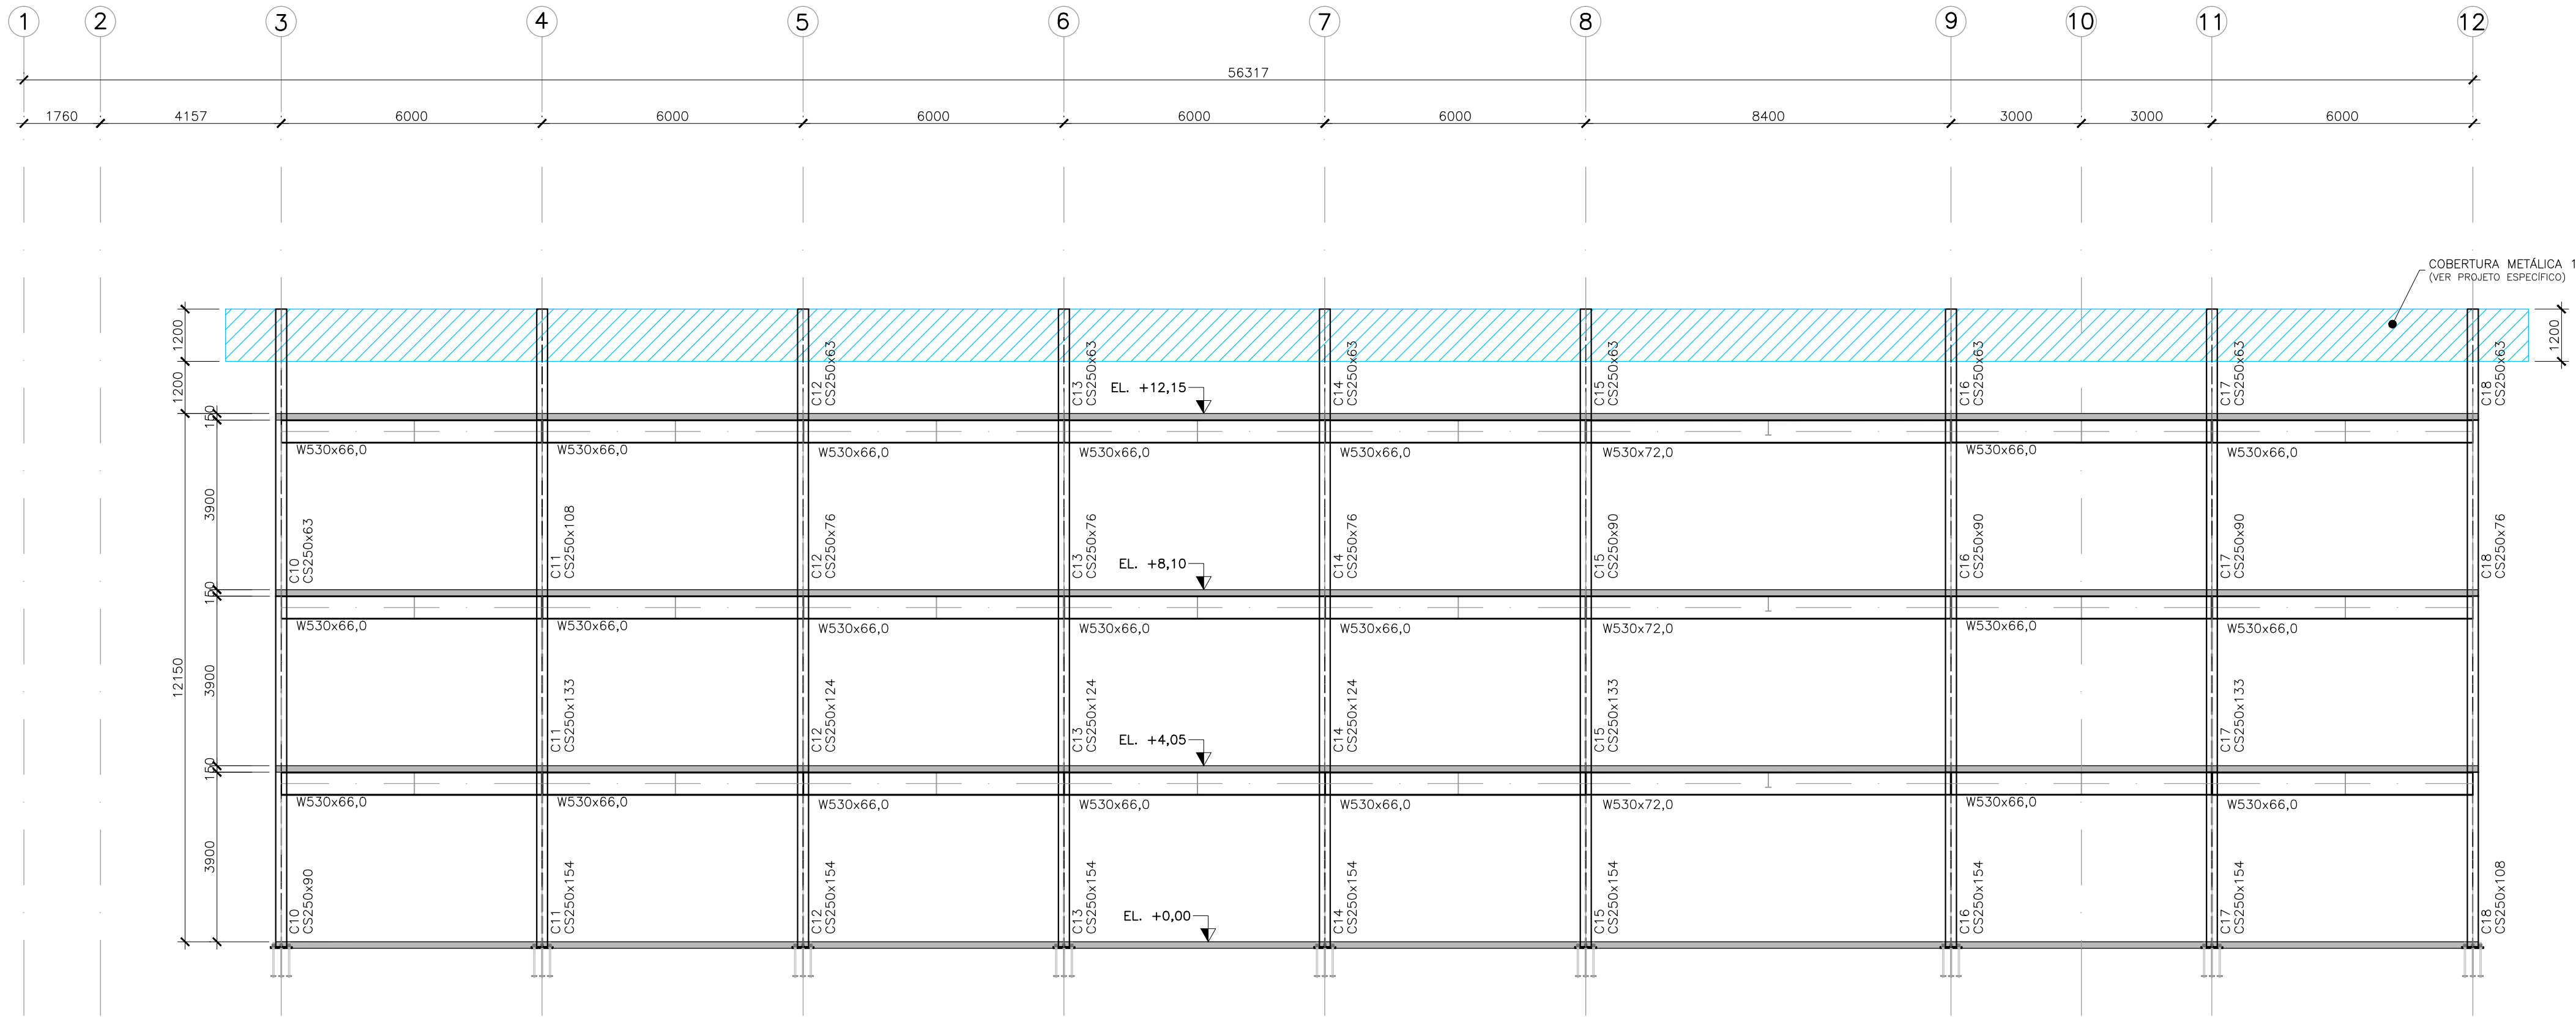 1 2 3 4 5 6 7 8 9 10 11 12
56317
1760 4157 6000 6000 6000 6000 6000 8400 3000 3000 6000
COBERTURA METÁLICA 1
(VER PROJETO ESPECÍFICO)
1200
1200
1200
C12
CS250x63
C13
CS250x63
C14
CS250x63
C15
CS250x63
C16
CS250x63
C17
CS250x63
C18
CS250x63
EL. +12,15
150
W530x66,0 W530x66,0 W530x66,0 W530x66,0 W530x66,0 W530x72,0 W530x66,0 W530x66,0
3900
C10
CS250x63
C11
CS250x108
C12
CS250x76
C13
CS250x76
C14
CS250x76
C15
CS250x90
C16
CS250x90
C17
CS250x90
C18
CS250x76
EL. +8,10
150
W530x66,0 W530x66,0 W530x66,0 W530x66,0 W530x66,0 W530x72,0 W530x66,0 W530x66,0
12150
3900
C11
CS250x133
C12
CS250x124
C13
CS250x124
C14
CS250x124
C15
CS250x133
C17
CS250x133
EL. +4,05
150
W530x66,0 W530x66,0 W530x66,0 W530x66,0 W530x66,0 W530x72,0 W530x66,0 W530x66,0
3900
C10
CS250x90
C11
CS250x154
C12
CS250x154
C13
CS250x154
C14
CS250x154
C15
CS250x154
C16
CS250x154
C17
CS250x154
C18
CS250x108
EL. +0,00